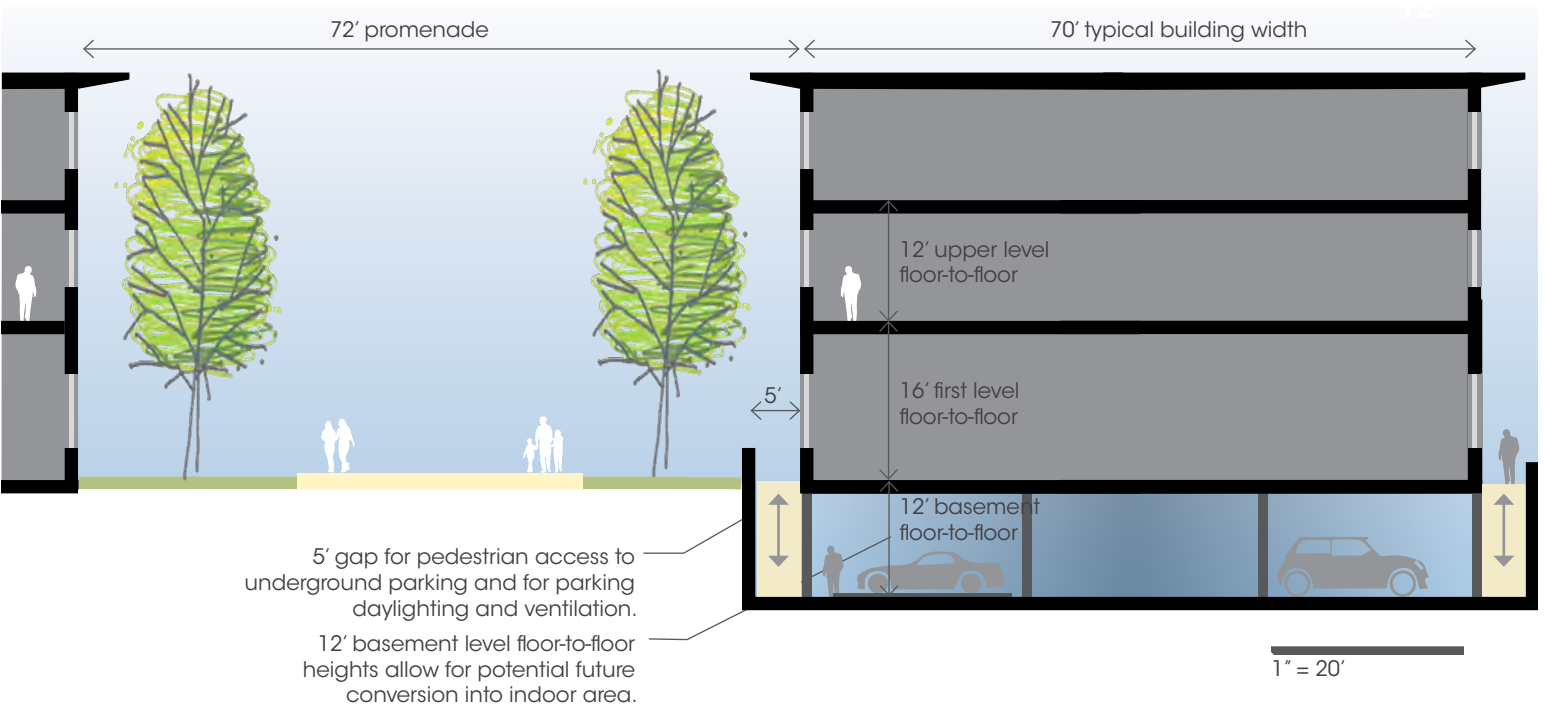 72’ promenade
70’ typical building width
12’
12’ upper level
floor-to-floor
5’
16’ first level
floor-to-floor
12’ basement
floor-to-floor
5’ gap for pedestrian access to
underground parking and for parking
daylighting and ventilation.
12’ basement level floor-to-floor
heights allow for potential future
conversion into indoor area.
1” = 20’